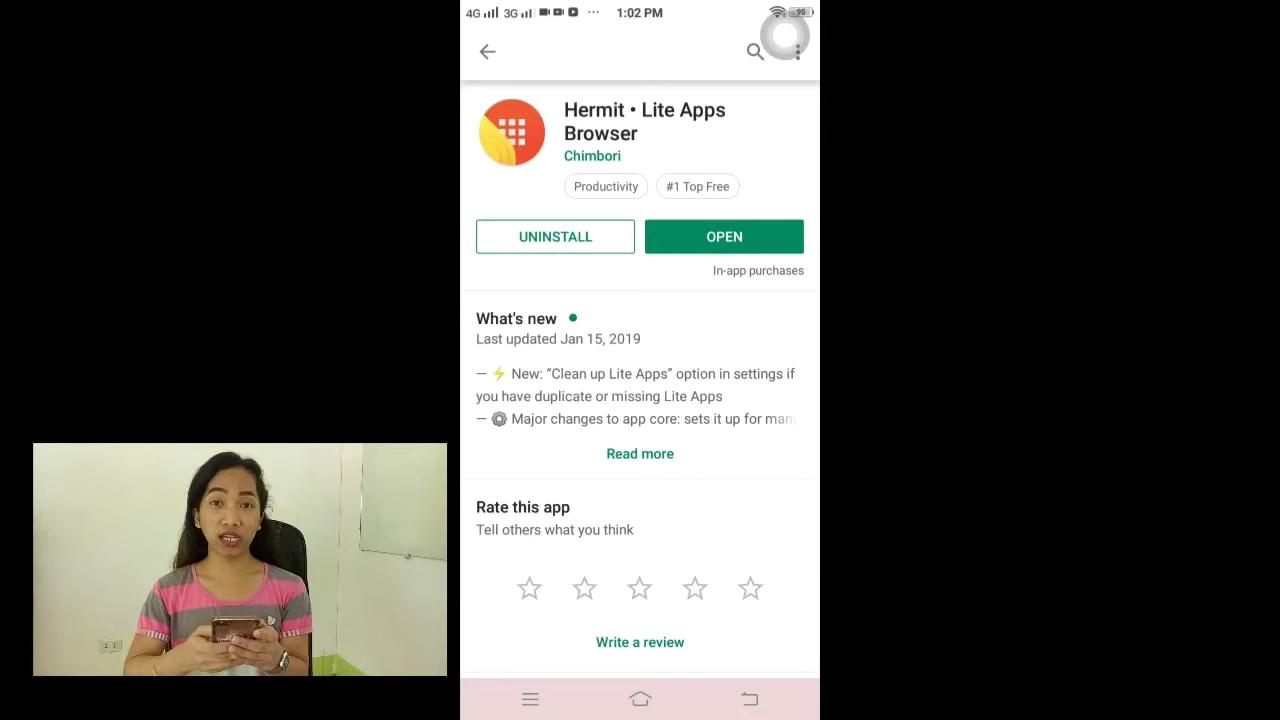 4G 3G ··· 1:02 PM 95
Hermit • Lite Apps
Browser
Chimbori
Productivity #1 Top Free
UNINSTALL OPEN
In-app purchases
What's new
Last updated Jan 15, 2019
— ⚡ New: “Clean up Lite Apps” option in settings if
you have duplicate or missing Lite Apps
— ⚙ Major changes to app core: sets it up for many
Read more
Rate this app
Tell others what you think
Write a review